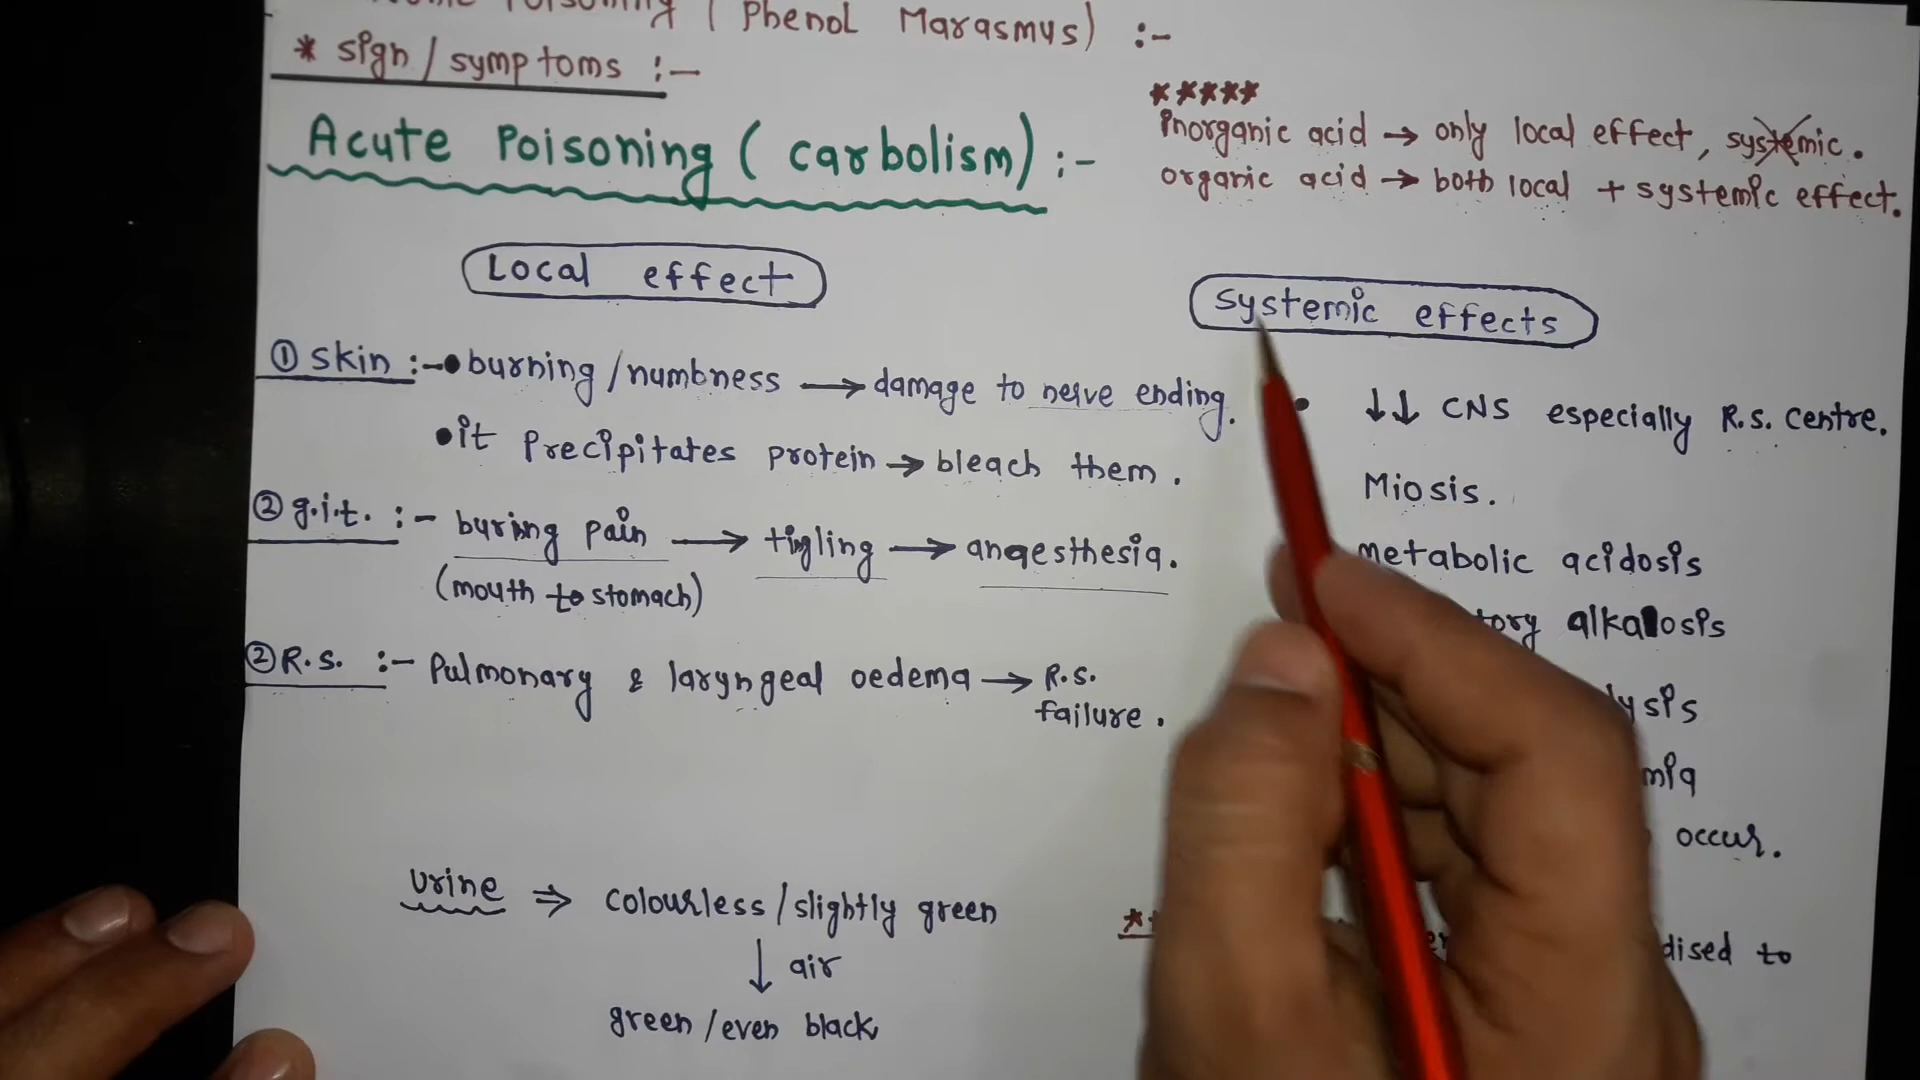 Poisoning ( Phenol Marasmus) :-
* sign / symptoms :-
Acute Poisoning ( carbolism) :-
*****
Inorganic acid → only local effect, systemic.
organic acid → both local + systemic effect.
Local effect
① Skin :- • burning /numbness → damage to nerve ending.
• it Precipitates protein → bleach them .
② g.i.t. :- burning pain → tingling → anaesthesia.
(mouth to stomach)
② R.S. :- Pulmonary & laryngeal oedema → R.S.
failure .
Urine ⇒ colourless / slightly green
↓ air
green /even black
Systemic effects
• ↓↓ CNS especially R.S. Centre.
Miosis.
metabolic acidosis
alkalosis
occur.
to